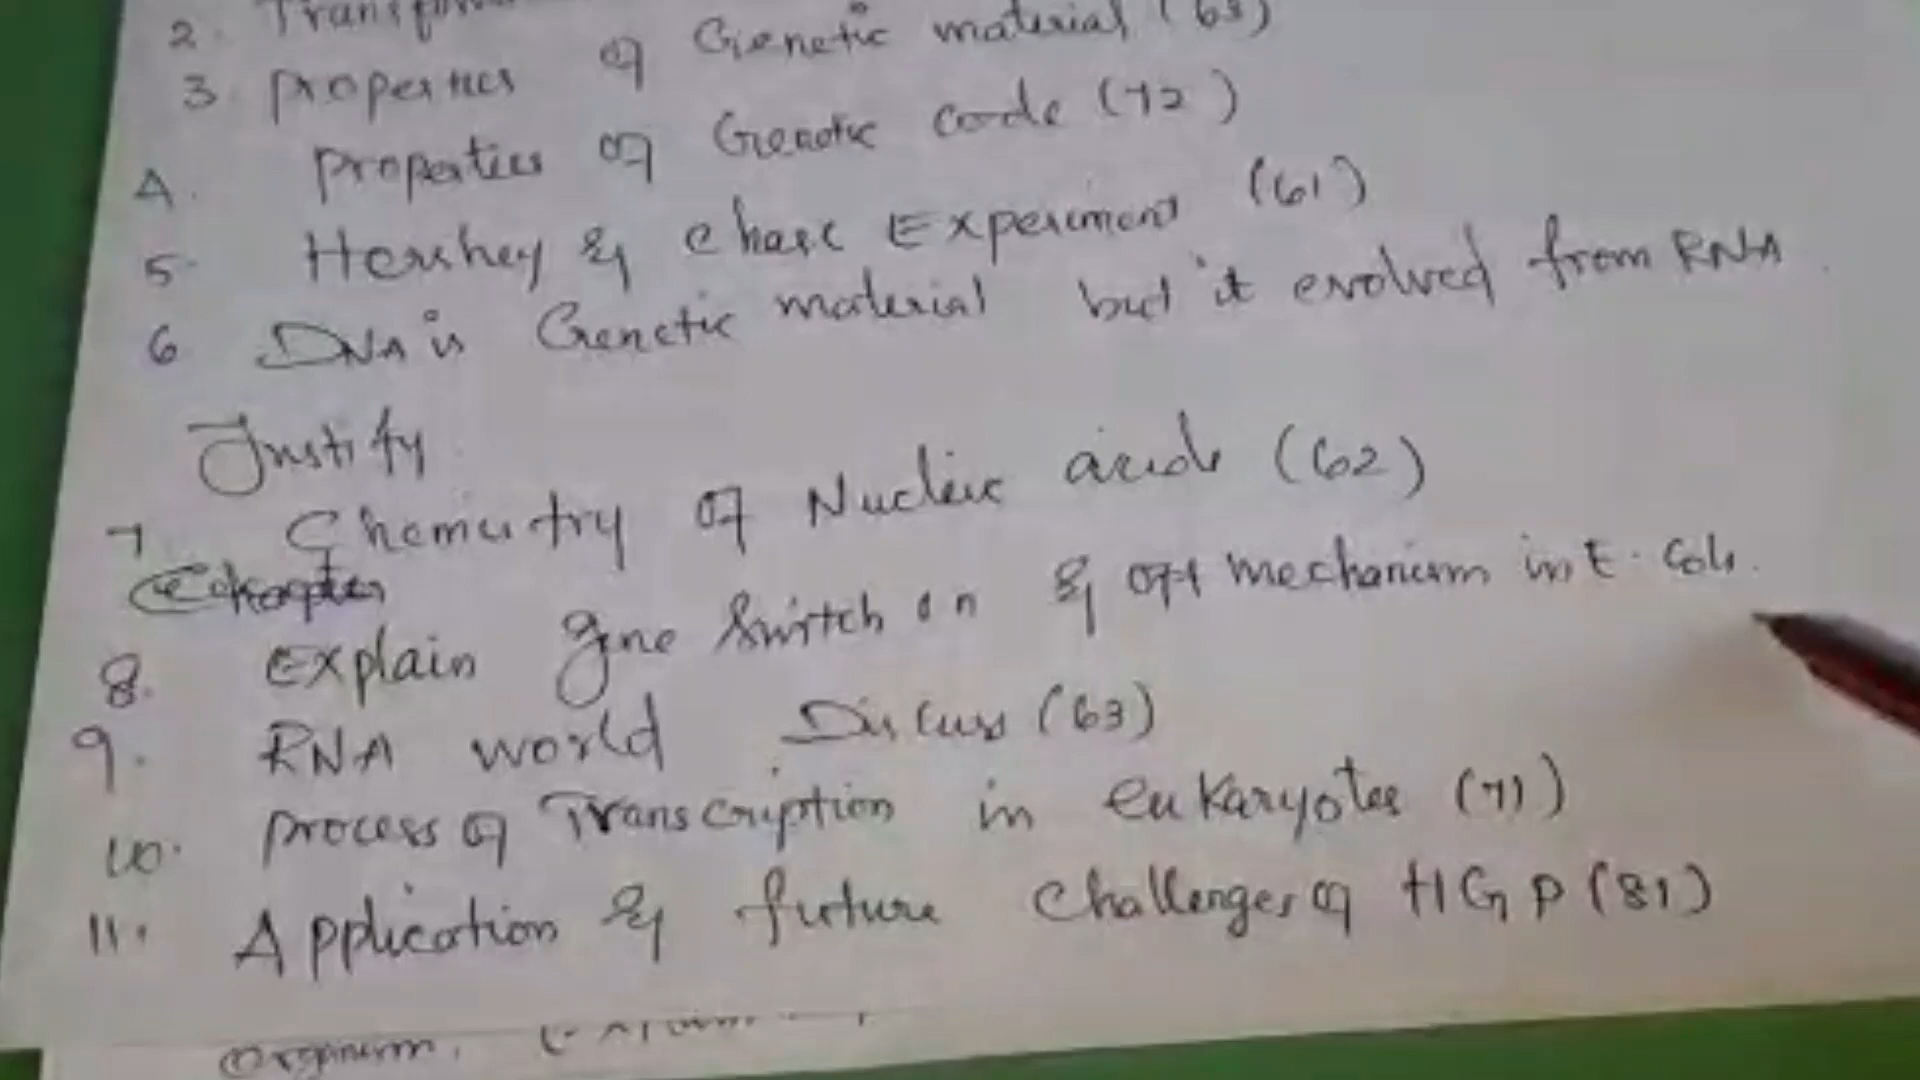 2.
3. properties of Genetic material (63)
4. properties of Genetic code (72)
5. Hershey & Chase Experiment (61)
6 DNA is Genetic material but it evolved from RNA.
Justify
7 Chemistry of Nucleic acids (62)
Chapter
8. Explain gene switch on & off mechanism in E. Coli.
9. RNA world Discuss (63)
10. process of Transcription in eukaryotes (71)
11. Application & future Challenges of HGP (81)
Organism,